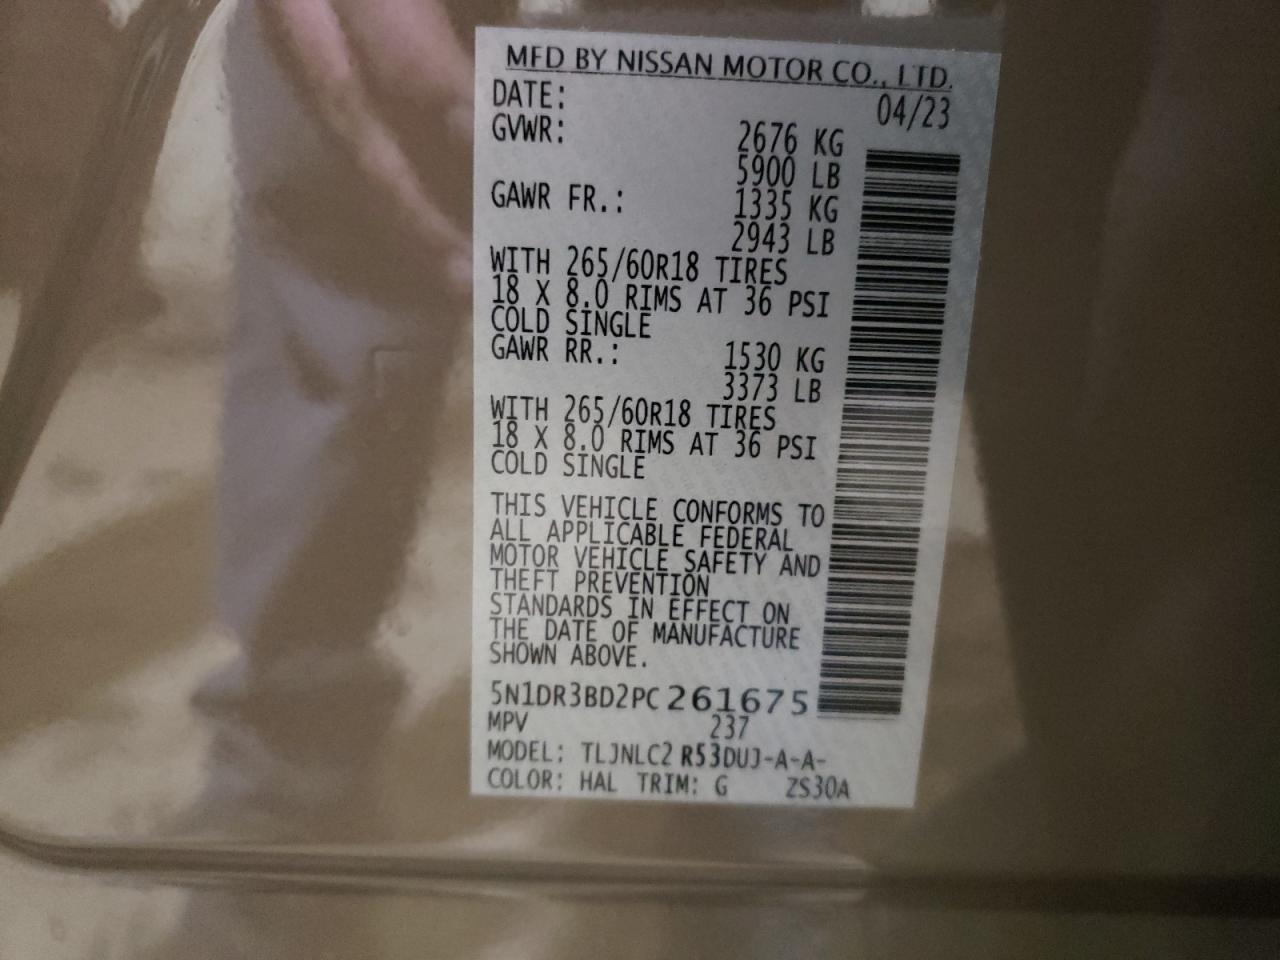 MFD BY NISSAN MOTOR CO., LTD.
DATE: 04/23
GVWR: 2676 KG
5900 LB
GAWR FR.: 1335 KG
2943 LB
WITH 265/60R18 TIRES
18 X 8.0 RIMS AT 36 PSI
COLD SINGLE
GAWR RR.: 1530 KG
3373 LB
WITH 265/60R18 TIRES
18 X 8.0 RIMS AT 36 PSI
COLD SINGLE
THIS VEHICLE CONFORMS TO
ALL APPLICABLE FEDERAL
MOTOR VEHICLE SAFETY AND
THEFT PREVENTION
STANDARDS IN EFFECT ON
THE DATE OF MANUFACTURE
SHOWN ABOVE.
5N1DR3BD2PC261675
MPV 237
MODEL: TLJNLC2 R53DUJ-A-A-
COLOR: HAL TRIM: G ZS30A